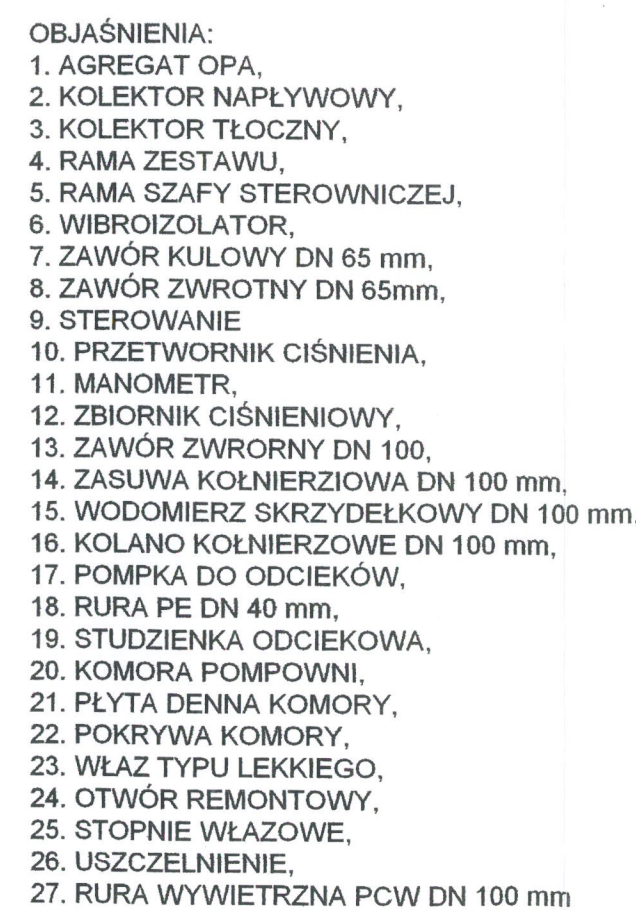 OBJAŚNIENIA:
1. AGREGAT OPA,
2. KOLEKTOR NAPŁYWOWY,
3. KOLEKTOR TŁOCZNY,
4. RAMA ZESTAWU,
5. RAMA SZAFY STEROWNICZEJ,
6. WIBROIZOLATOR,
7. ZAWÓR KULOWY DN 65 mm,
8. ZAWÓR ZWROTNY DN 65mm,
9. STEROWANIE
10. PRZETWORNIK CIŚNIENIA,
11. MANOMETR,
12. ZBIORNIK CIŚNIENIOWY,
13. ZAWÓR ZWRORNY DN 100,
14. ZASUWA KOŁNIERZIOWA DN 100 mm,
15. WODOMIERZ SKRZYDEŁKOWY DN 100 mm.
16. KOLANO KOŁNIERZOWE DN 100 mm,
17. POMPKA DO ODCIEKÓW,
18. RURA PE DN 40 mm,
19. STUDZIENKA ODCIEKOWA,
20. KOMORA POMPOWNI,
21. PŁYTA DENNA KOMORY,
22. POKRYWA KOMORY,
23. WŁAZ TYPU LEKKIEGO,
24. OTWÓR REMONTOWY,
25. STOPNIE WŁAZOWE,
26. USZCZELNIENIE,
27. RURA WYWIETRZNA PCW DN 100 mm